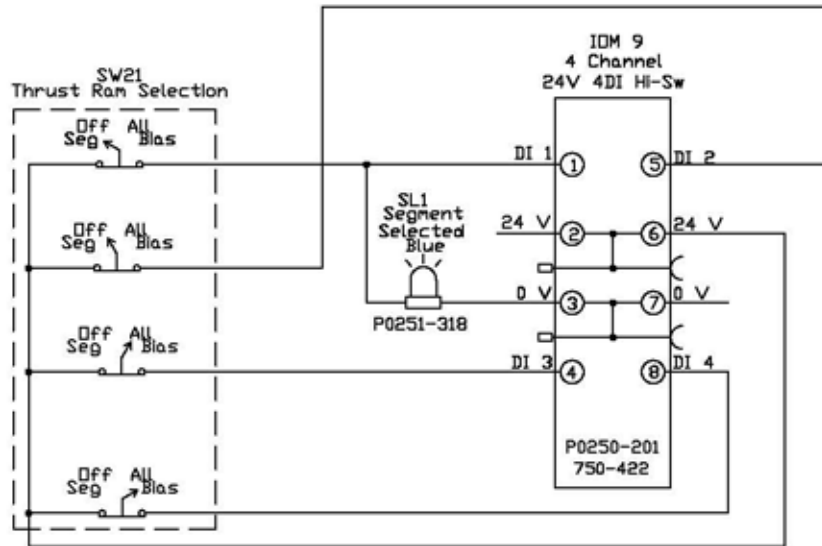 IOM 9
4 Channel
24V 4DI Hi-Sw
SW21
Thrust Ram Selection
Off All
Seg Bias
DI 1
1
5
DI 2
SL1
Segment
Selected
Blue
Off All
Seg Bias
24 V
2
6
24 V
0 V
3
7
0 V
P0251-318
Off All
Seg Bias
DI 3
4
8
DI 4
P0250-201
750-422
Off All
Seg Bias